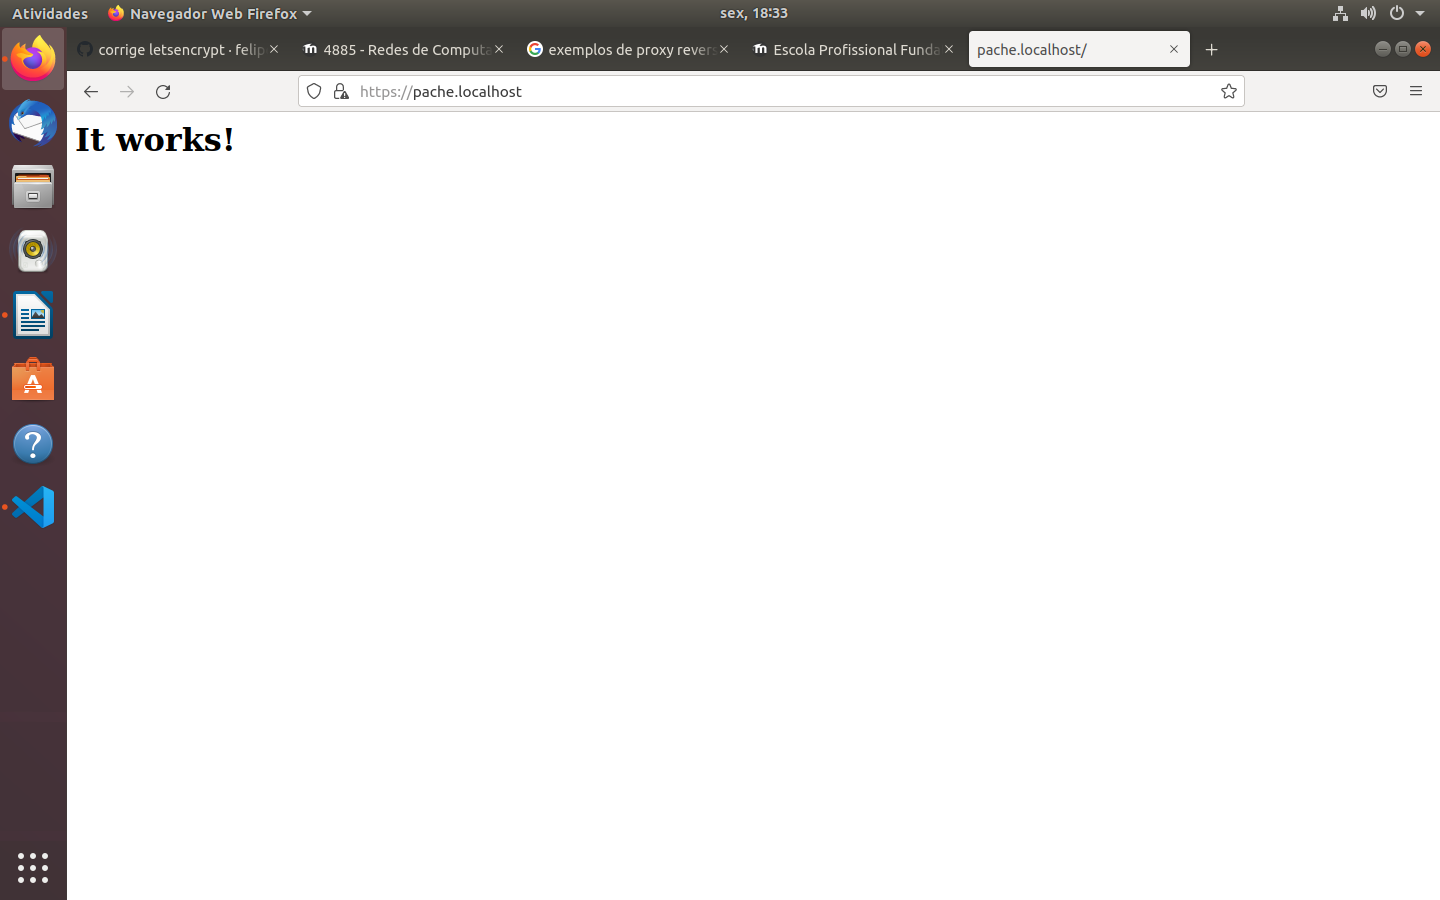 Atividades Navegador Web Firefox sex, 18:33
corrige letsencrypt · felip 4885 - Redes de Computa exemplos de proxy rever Escola Profissional Funda pache.localhost/
https://pache.localhost
It works!